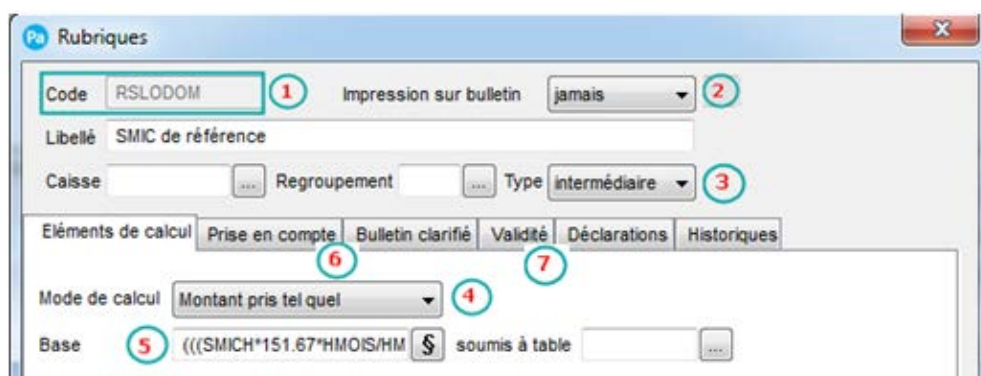 Pa Rubriques X
Code RSLODOM 1 Impression sur bulletin jamais 2
Libellé SMIC de référence
Caisse ... Regroupement ... Type intermédiaire 3
Eléments de calcul Prise en compte Bulletin clarifié Validité Déclarations Historiques
6 7
Mode de calcul Montant pris tel quel 4
Base 5 (((SMICH*151.67*HMOIS/HM § soumis à table ...